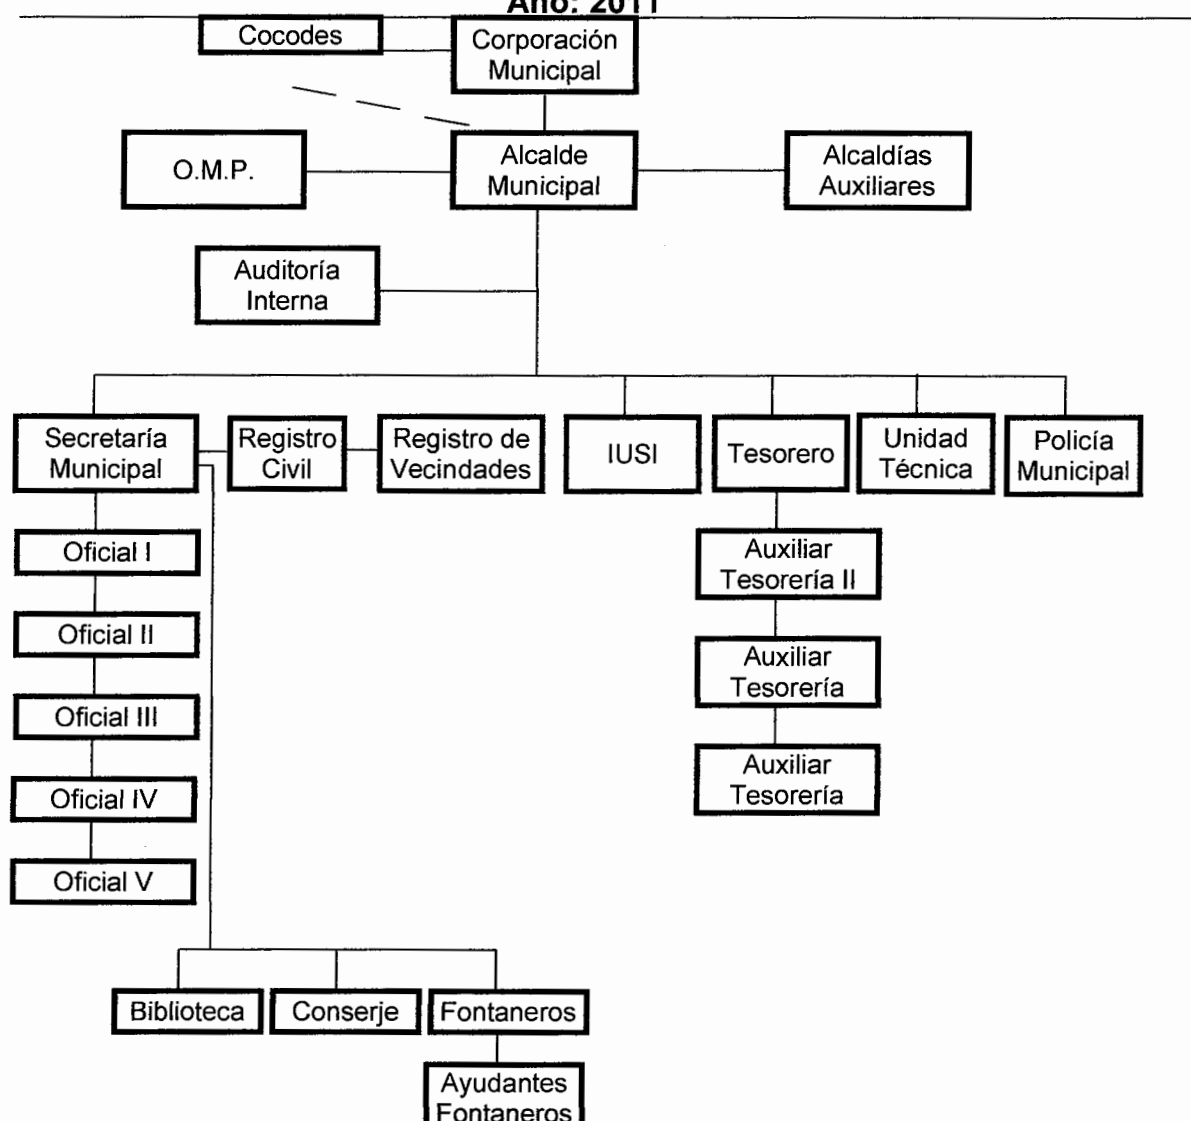 Año: 2011
Cocodes
Corporación
Municipal
O.M.P.
Alcalde
Municipal
Alcaldías
Auxiliares
Auditoría
Interna
Secretaría
Municipal
Registro
Civil
Registro de
Vecindades
IUSI
Tesorero
Unidad
Técnica
Policía
Municipal
Oficial I
Auxiliar
Tesorería II
Oficial II
Auxiliar
Tesorería
Oficial III
Auxiliar
Tesorería
Oficial IV
Oficial V
Biblioteca
Conserje
Fontaneros
Ayudantes
Fontaneros